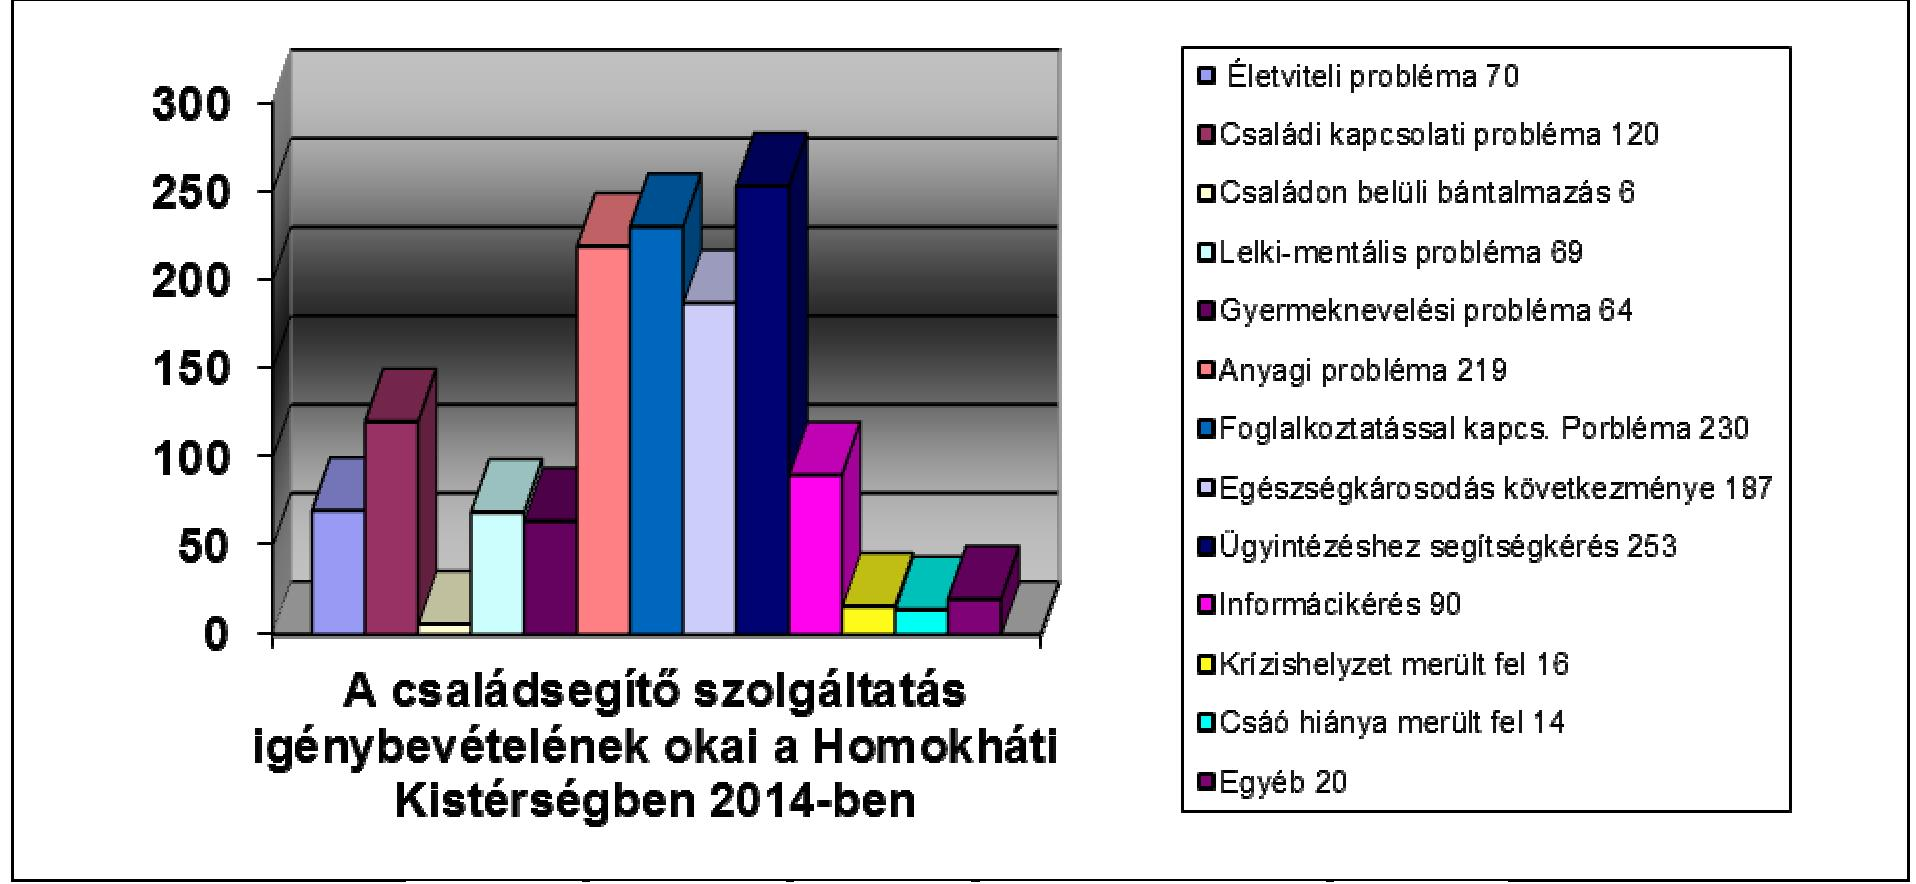 300
250
200
150
100
50
0
A családsegítő szolgáltatás
igénybevételének okai a Homokháti
Kistérségben 2014-ben
Életviteli probléma 70
Családi kapcsolati probléma 120
Családon belüli bántalmazás 6
Lelki-mentális probléma 69
Gyermeknevelési probléma 64
Anyagi probléma 219
Foglalkoztatással kapcs. Porbléma 230
Egészségkárosodás következménye 187
Ügyintézéshez segítségkérés 253
Informácikérés 90
Krízishelyzet merült fel 16
Csáó hiánya merült fel 14
Egyéb 20